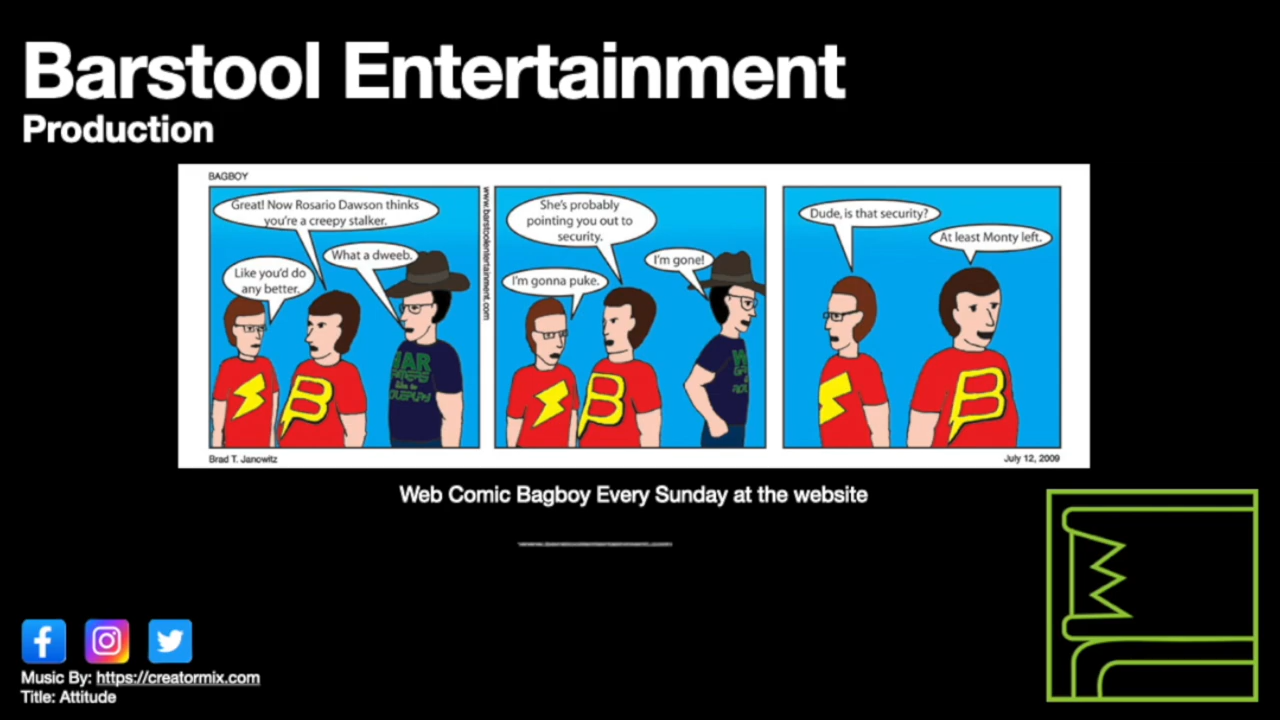 Barstool Entertainment
Production
BAGBOY
Great! Now Rosario Dawson thinks
you're a creepy stalker.
What a dweeb.
Like you'd do
any better.
www.barstoolentertainment.com
She's probably
pointing you out to
security.
I'm gone!
I'm gonna puke.
Dude, is that security?
At least Monty left.
Brad T. Janowitz
July 12, 2009
Web Comic Bagboy Every Sunday at the website
Music By: https://creatormix.com
Title: Attitude